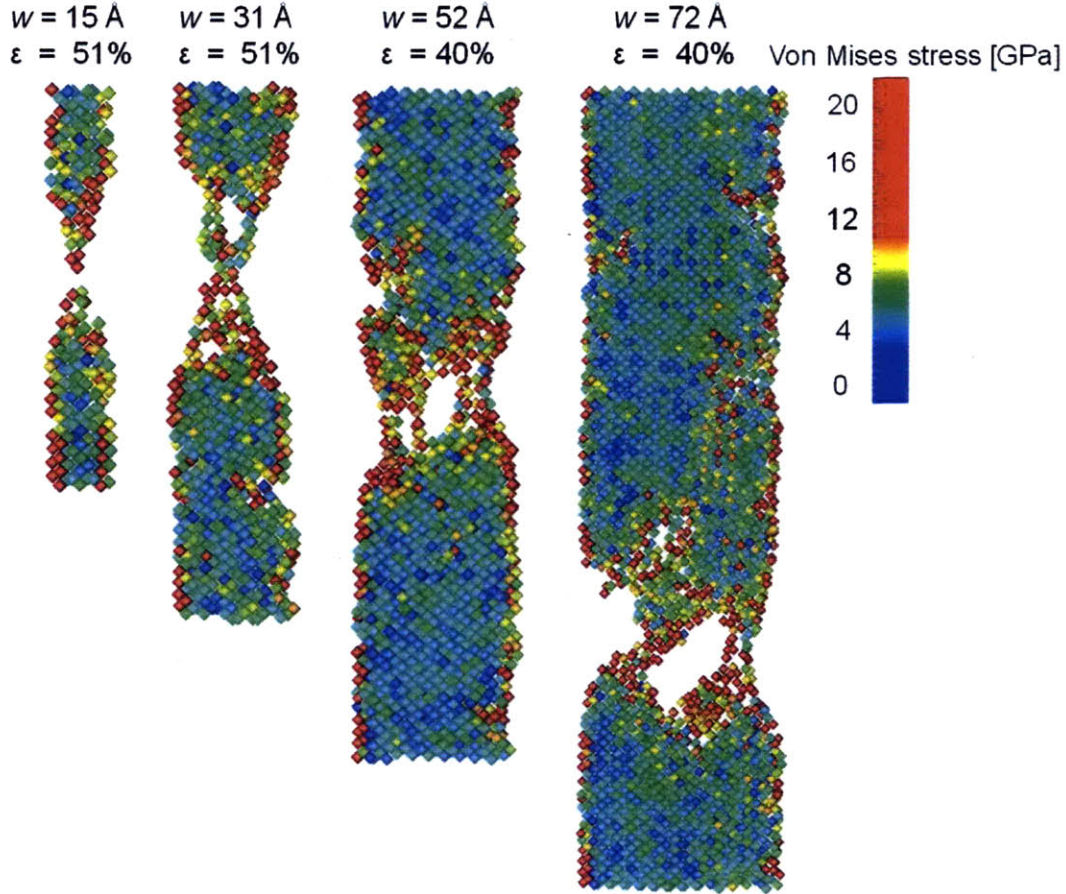 w = 15 Å
ε = 51%
w = 31 Å
ε = 51%
w = 52 Å
ε = 40%
w = 72 Å
ε = 40%
Von Mises stress [GPa]
20
16
12
8
4
0